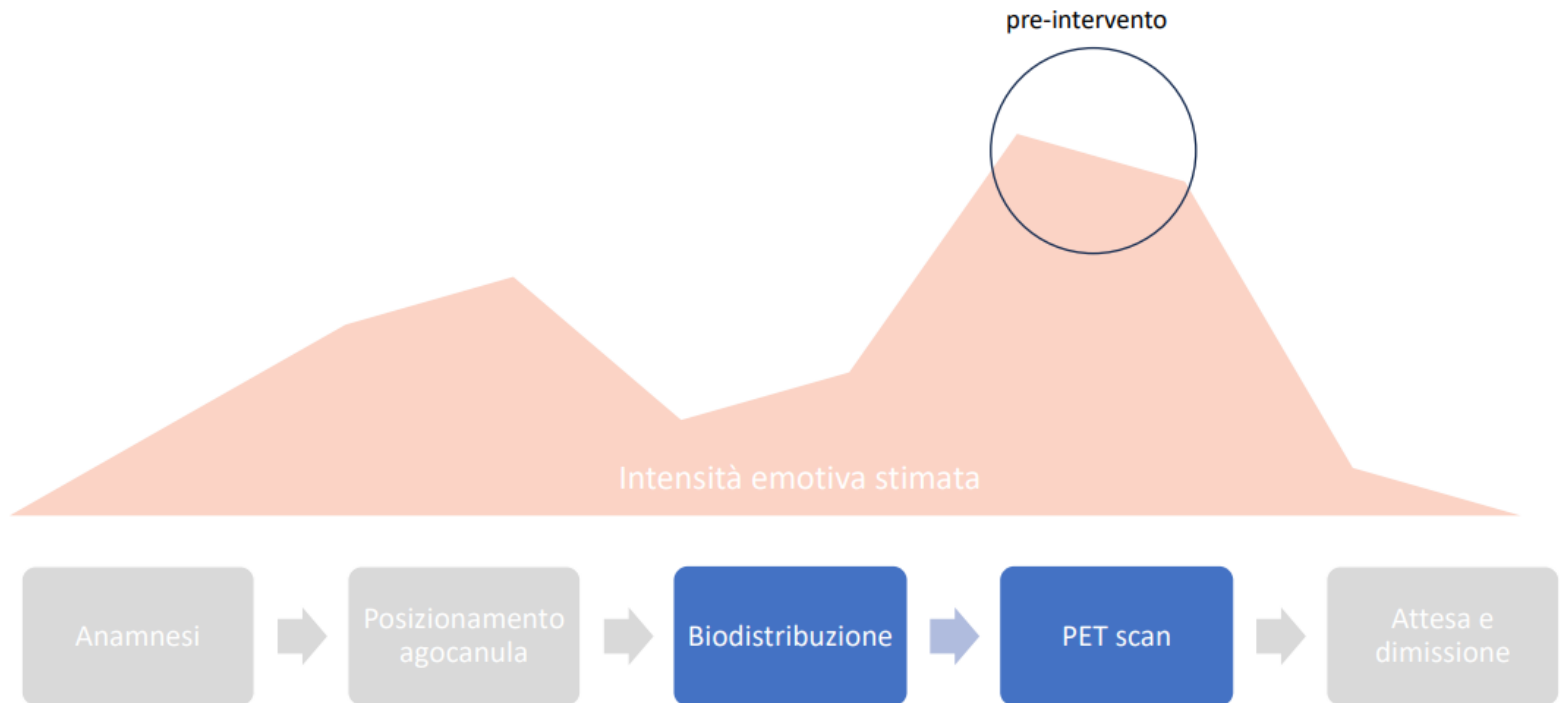 pre-intervento
Intensità emotiva stimata
Anamnesi
Posizionamento
agocanula
Biodistribuzione
PET scan
Attesa e
dimissione